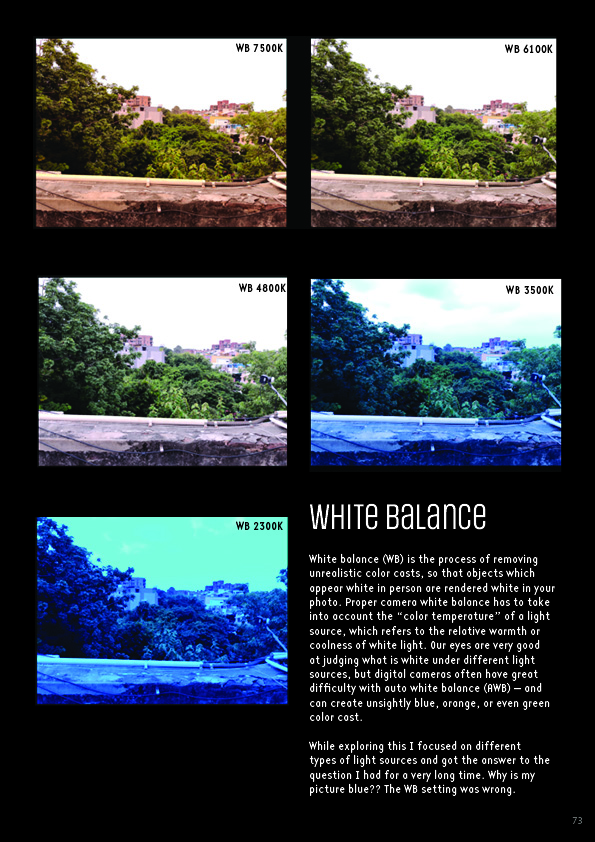 WB 7500K
WB 6100K
WB 4800K
WB 3500K
WB 2300K
WHITE BALANCE
White balance (WB) is the process of removing
unrealistic color casts, so that objects which
appear white in person are rendered white in your
photo. Proper camera white balance has to take
into account the “color temperature” of a light
source, which refers to the relative warmth or
coolness of white light. Our eyes are very good
at judging what is white under different light
sources, but digital cameras often have great
difficulty with auto white balance (AWB) — and
can create unsightly blue, orange, or even green
color cast.
While exploring this I focused on different
types of light sources and got the answer to the
question I had for a very long time. Why is my
picture blue?? The WB setting was wrong.
73